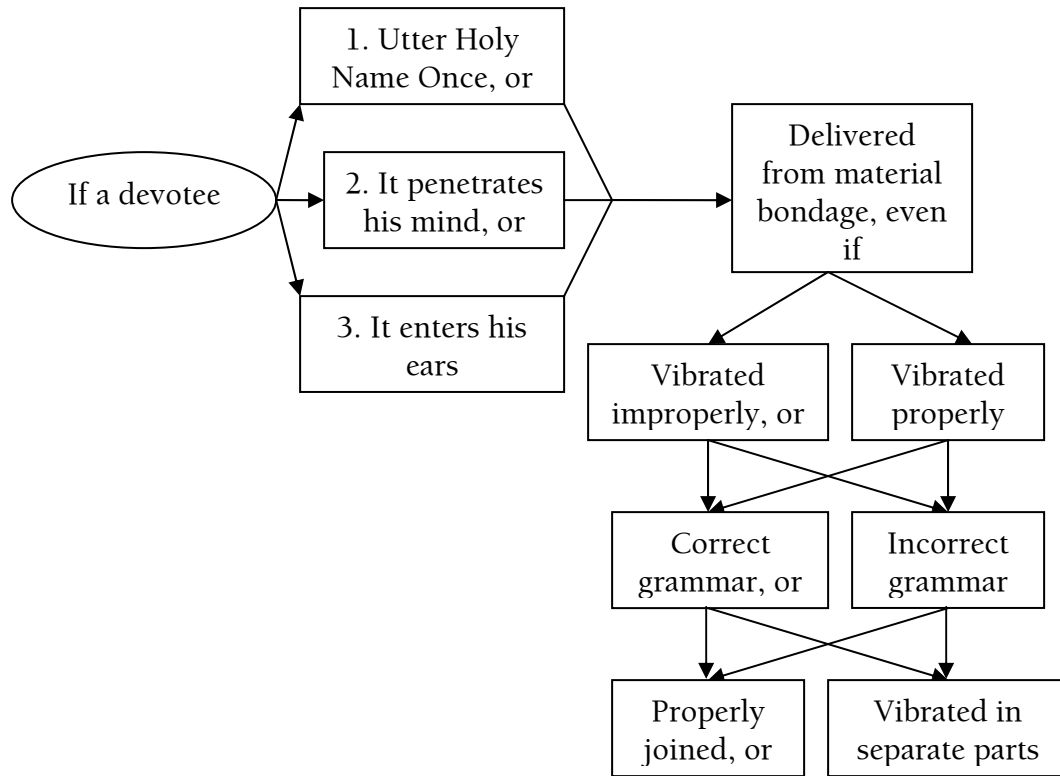 1. Utter Holy
Name Once, or
If a devotee
2. It penetrates
his mind, or
3. It enters his
ears
Delivered
from material
bondage, even
if
Vibrated
improperly, or
Vibrated
properly
Correct
grammar, or
Incorrect
grammar
Properly
joined, or
Vibrated in
separate parts